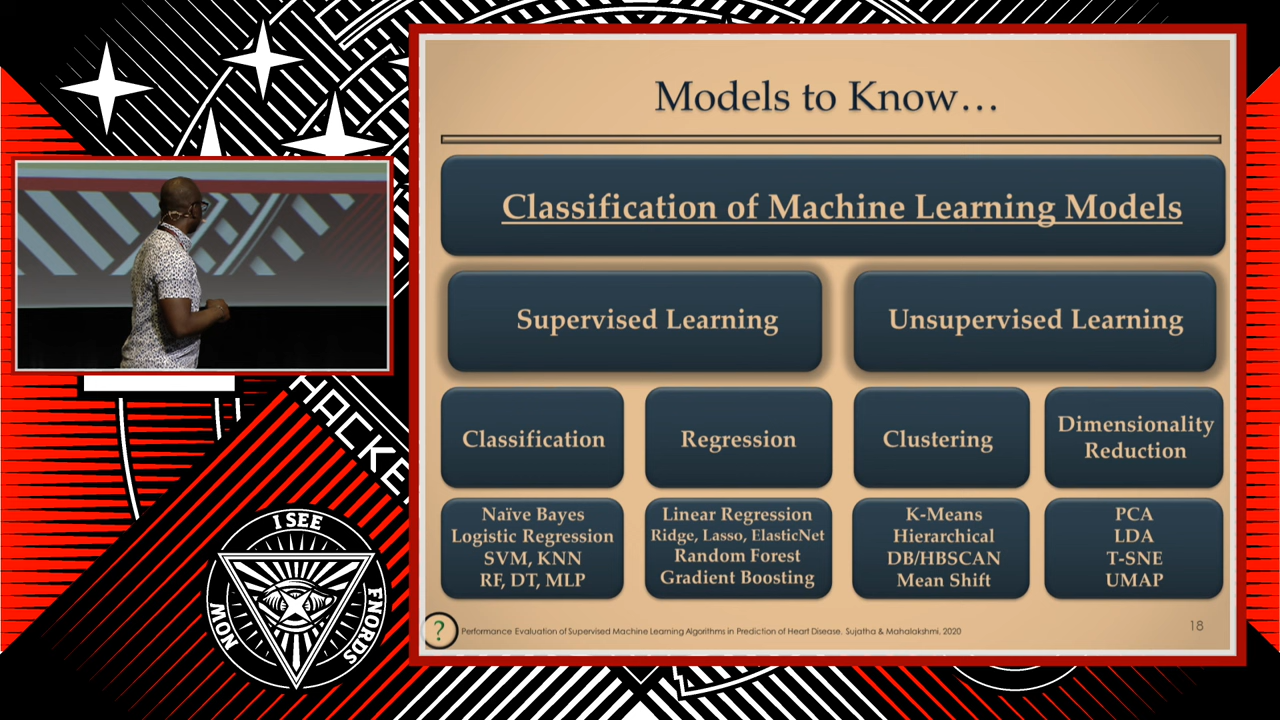 Models to Know…
Classification of Machine Learning Models
Supervised Learning
Unsupervised Learning
Classification
Regression
Clustering
Dimensionality
Reduction
Naïve Bayes
Logistic Regression
SVM, KNN
RF, DT, MLP
Linear Regression
Ridge, Lasso, ElasticNet
Random Forest
Gradient Boosting
K-Means
Hierarchical
DB/HBSCAN
Mean Shift
PCA
LDA
T-SNE
UMAP
?
Performance Evaluation of Supervised Machine Learning Algorithms in Prediction of Heart Disease. Sujatha & Mahalakshmi, 2020
18
HACKE
I SEE
FNORDS
NOW